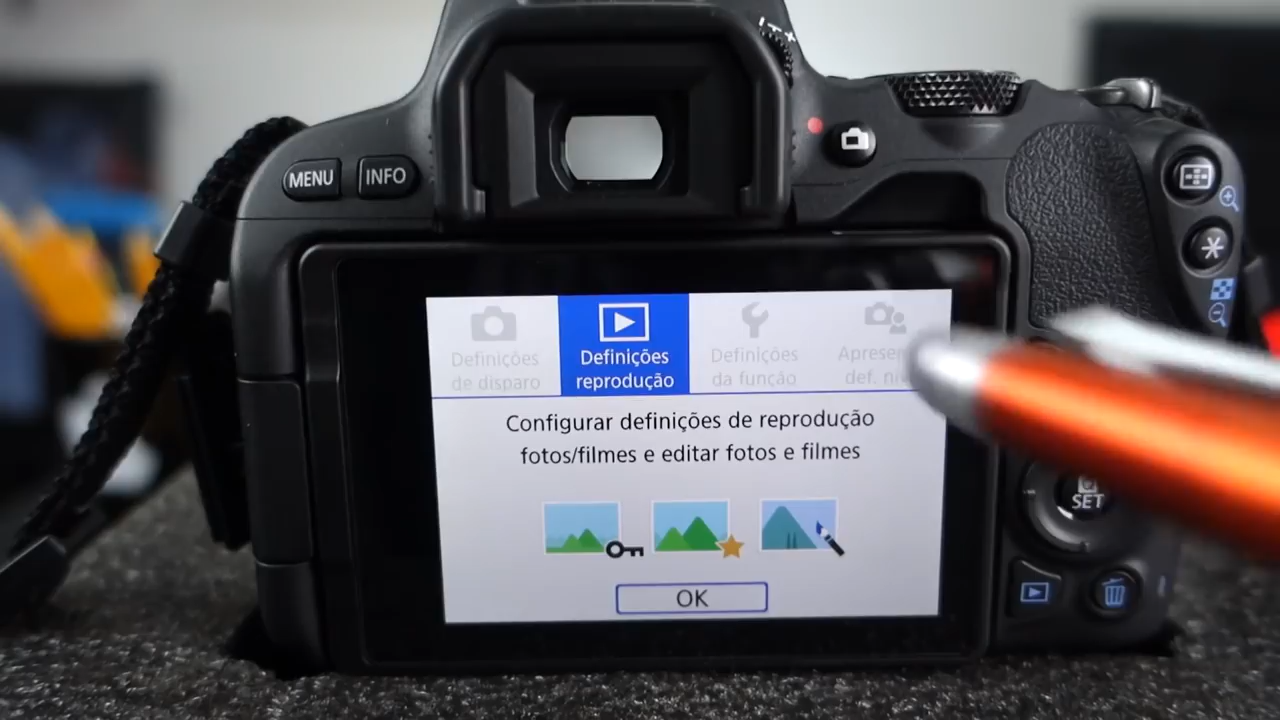 MENU
INFO
Definições
de disparo
Definições
reprodução
Definições
da função
def.
Configurar definições de reprodução
fotos/filmes e editar fotos e filmes
OK
SET